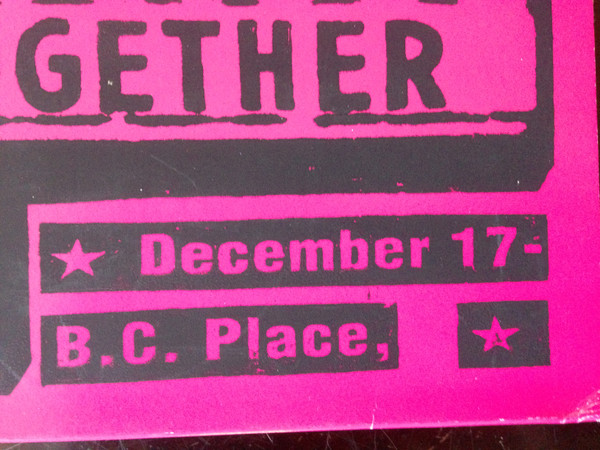 GETHER
December 17-
B.C. Place,